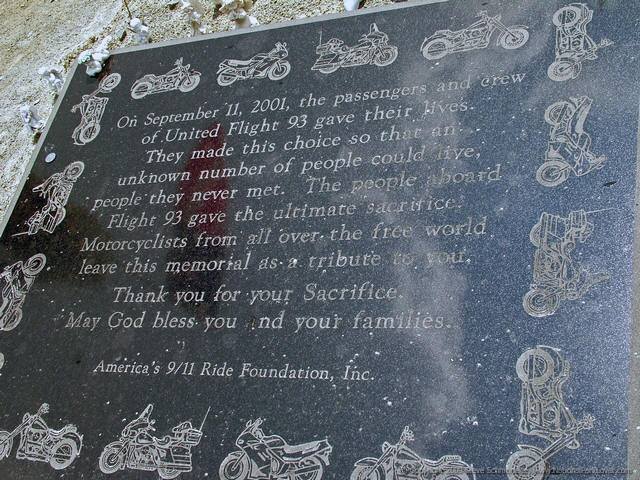 On September 11, 2001, the passengers and crew
of United Flight 93 gave their lives.
They made this choice so that an
unknown number of people could live,
people they never met. The people aboard
Flight 93 gave the ultimate sacrifice.
Motorcyclists from all over the free world
leave this memorial as a tribute to you.
Thank you for your Sacrifice.
May God bless you and your families.
America's 9/11 Ride Foundation, Inc.